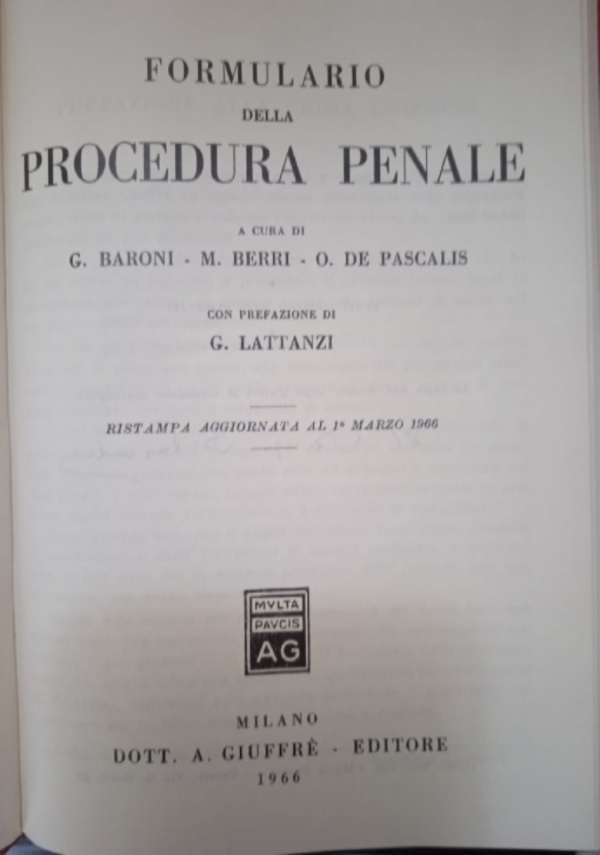 FORMULARIO
DELLA
PROCEDURA PENALE
A CURA DI
G. BARONI - M. BERRI - O. DE PASCALIS
CON PREFAZIONE DI
G. LATTANZI
RISTAMPA AGGIORNATA AL 1º MARZO 1966
MVLTA
PAVCIS
AG
MILANO
DOTT. A. GIUFFRÈ - EDITORE
1966